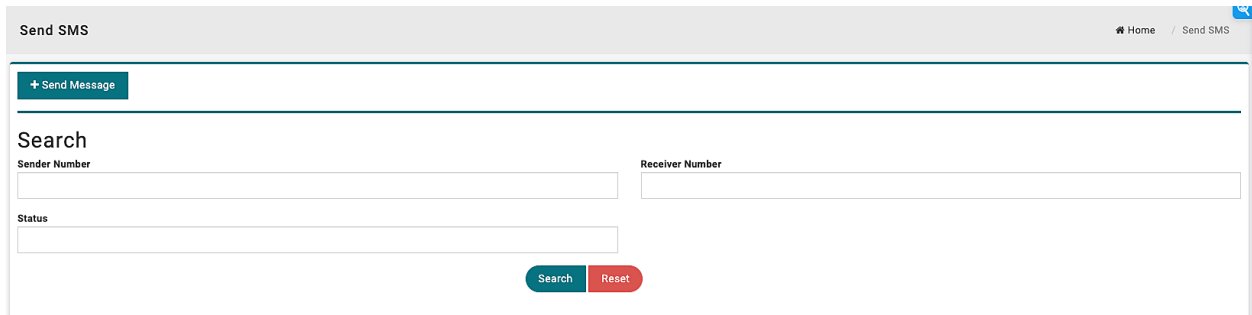 Send SMS
Home / Send SMS
+ Send Message
Search
Sender Number
Receiver Number
Status
Search
Reset